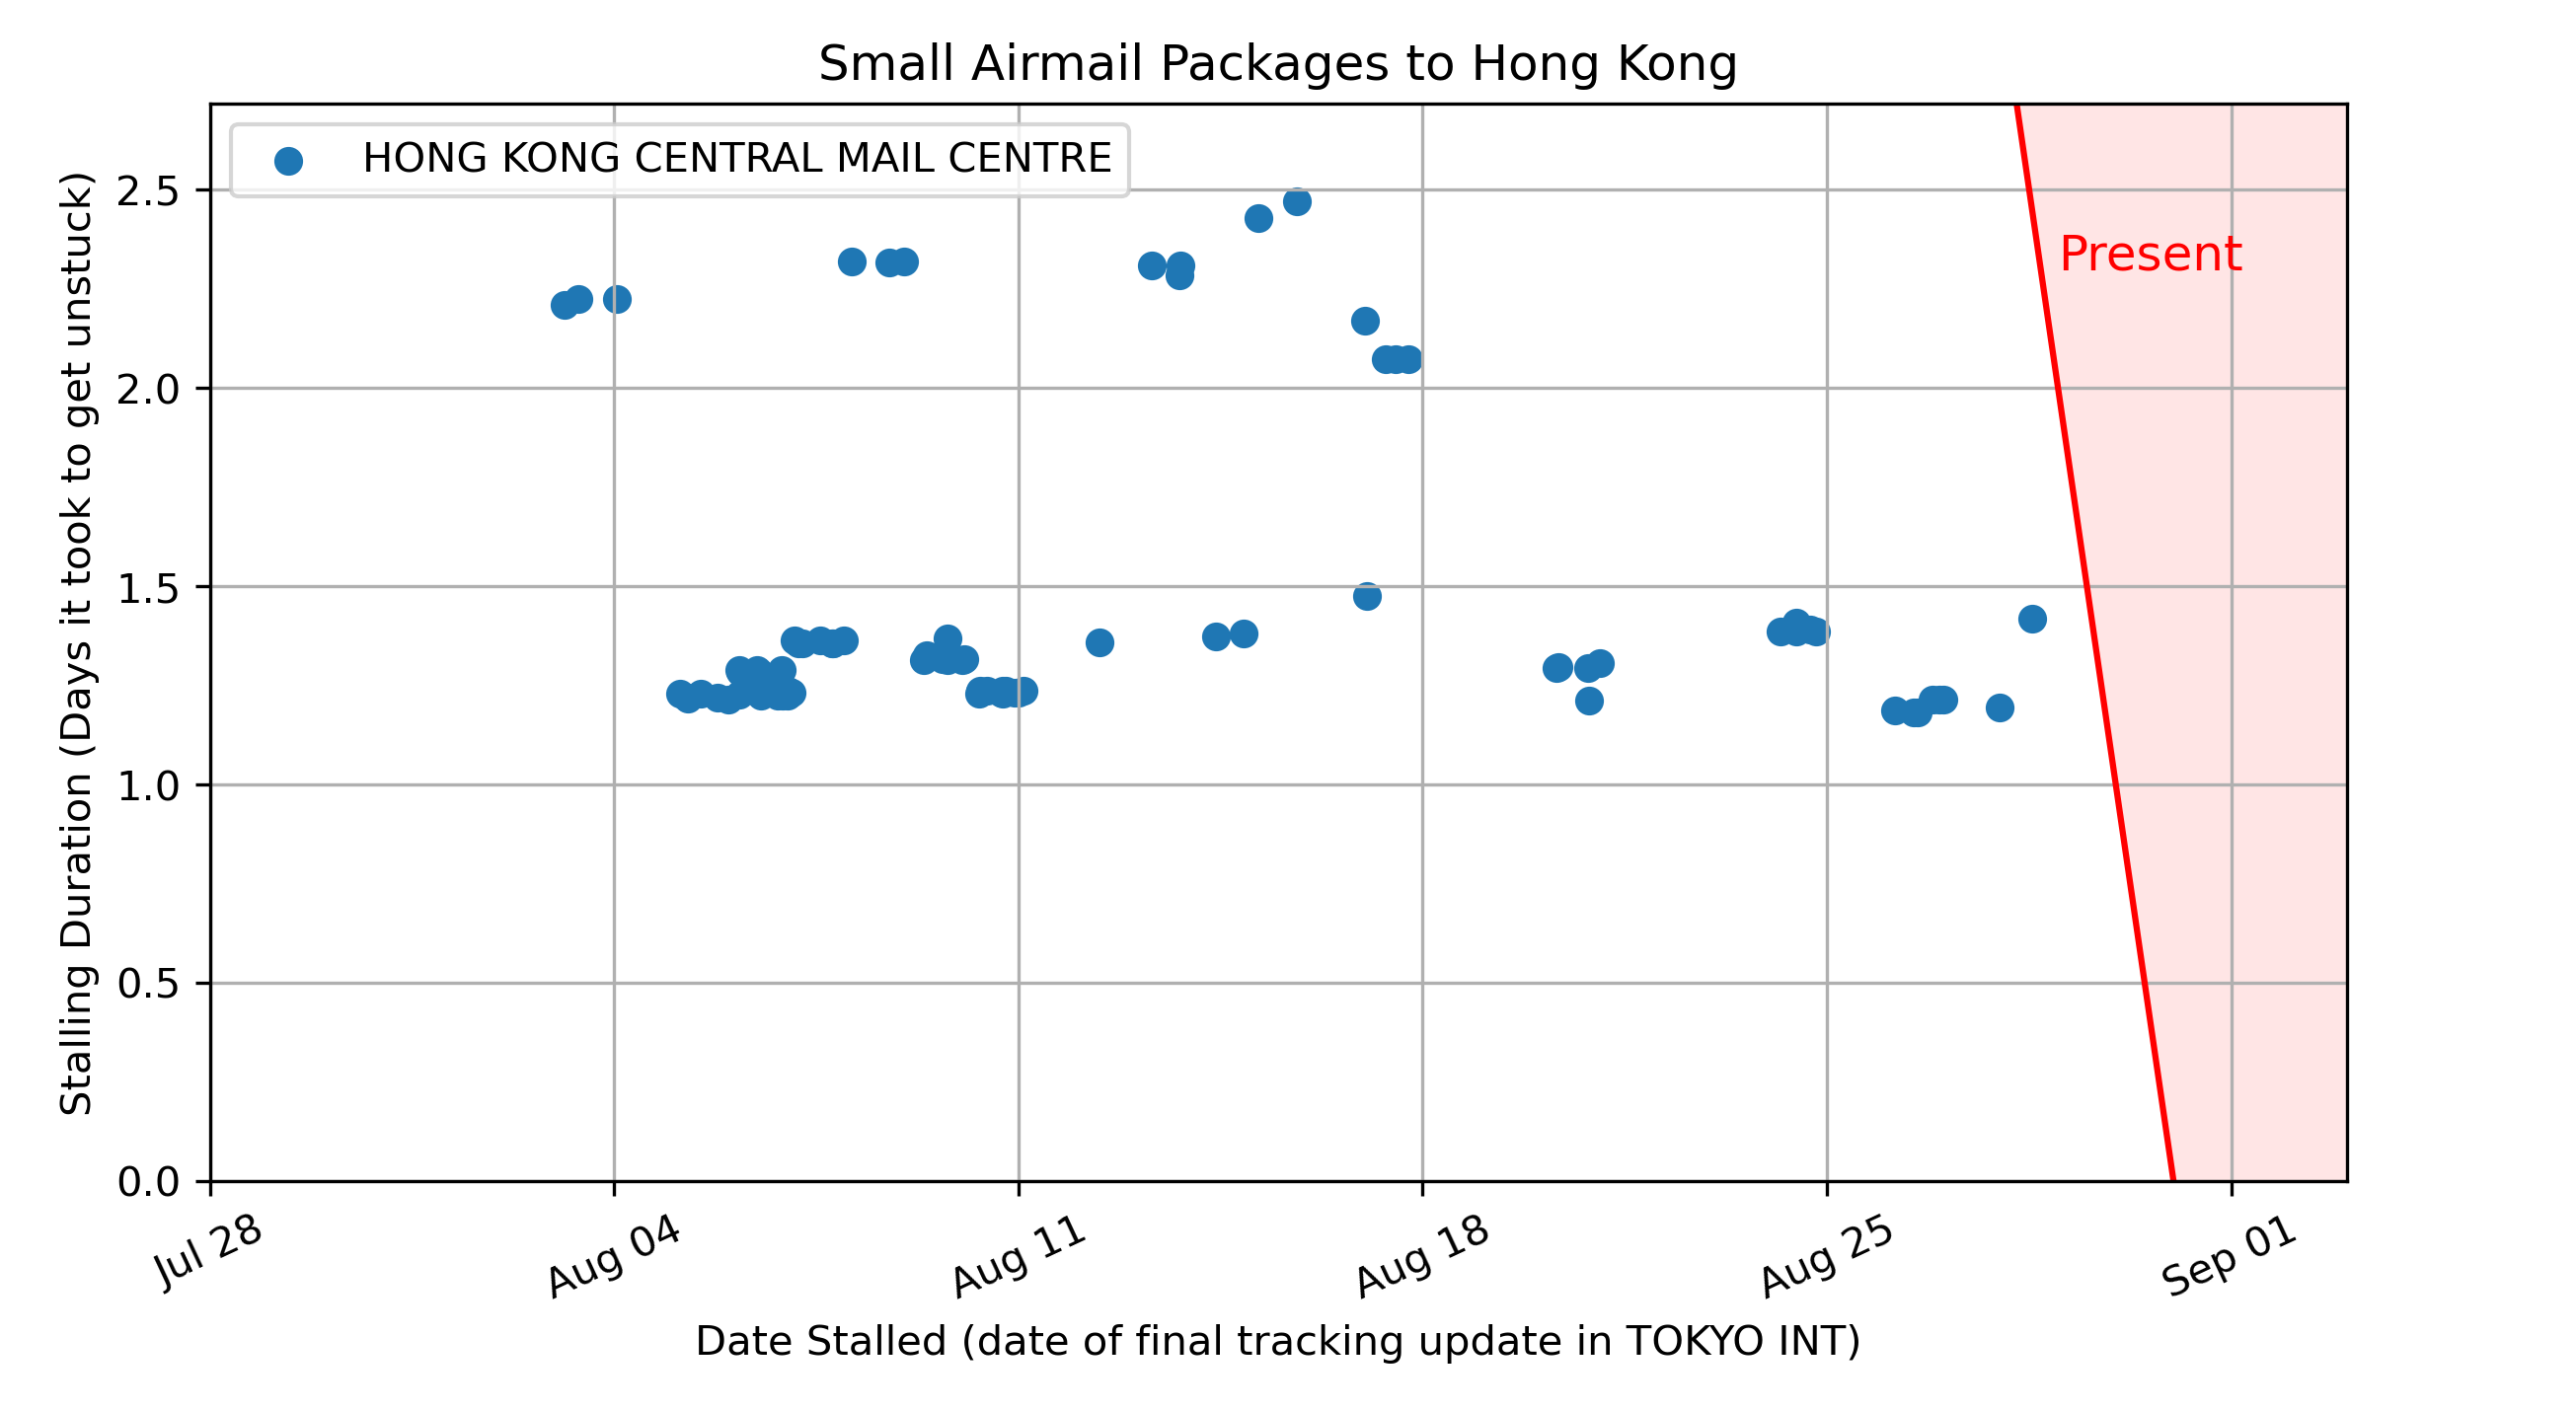 Small Airmail Packages to Hong Kong
HONG KONG CENTRAL MAIL CENTRE
Present
Stalling Duration (Days it took to get unstuck)
2.5
2.0
1.5
1.0
0.5
0.0
Jul 28
Aug 04
Aug 11
Aug 18
Aug 25
Sep 01
Date Stalled (date of final tracking update in TOKYO INT)